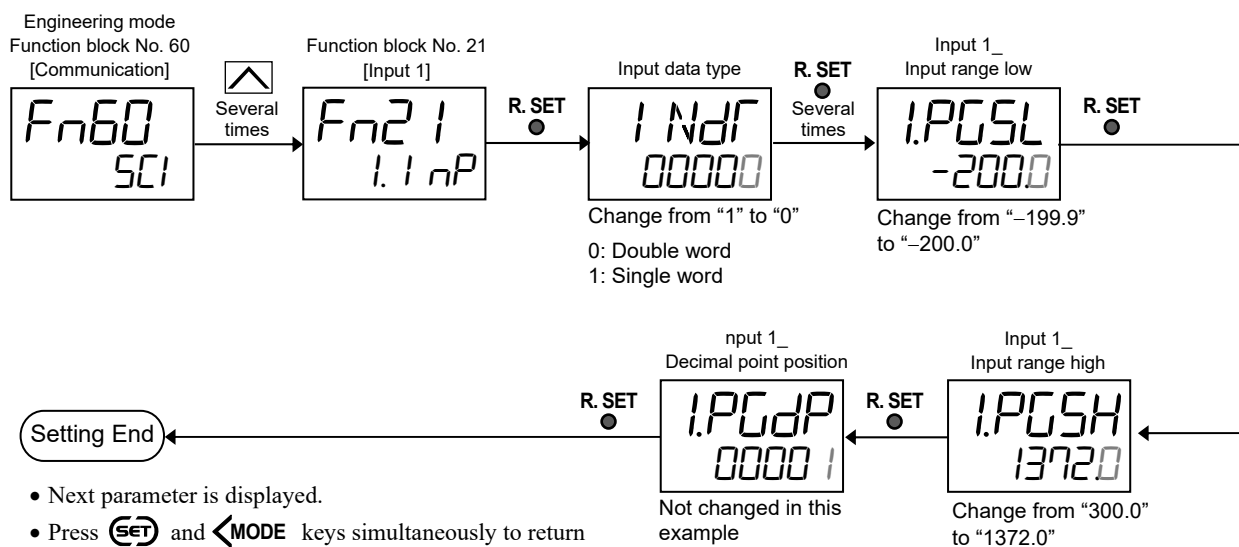 Engineering mode
Function block No. 60
[Communication]
Fn60
SC1
Several
times
Function block No. 21
[Input 1]
Fn21
1.1 nP
R. SET
Input data type
1 NdT
00000
Change from “1” to “0”
0: Double word
1: Single word
R. SET
Several
times
Input 1_
Input range low
1.PGSL
-200.0
Change from “–199.9”
to “–200.0”
R. SET
Input 1_
Input range high
1.PGSH
1372.0
Change from “300.0”
to “1372.0”
R. SET
nput 1_
Decimal point position
1.PGdP
00001
Not changed in this
example
R. SET
Setting End
• Next parameter is displayed.
• Press SET and <MODE keys simultaneously to return